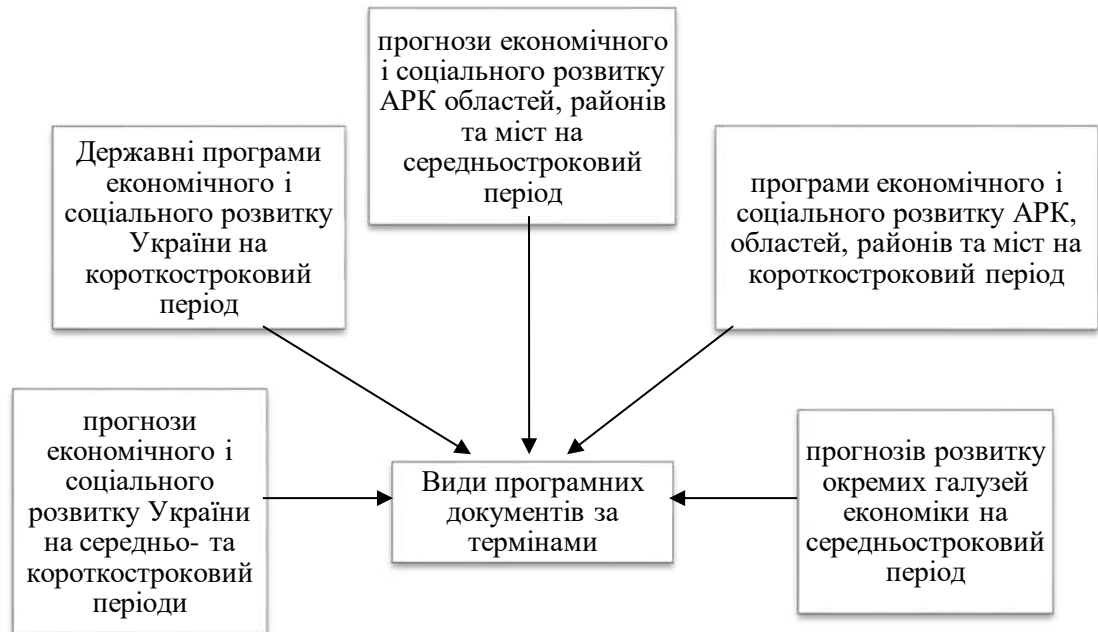 прогнози економічного
і соціального розвитку
АРК областей, районів
та міст на
середньостроковий
період
Державні програми
економічного і
соціального розвитку
України на
короткостроковий
період
програми економічного і
соціального розвитку АРК,
областей, районів та міст на
короткостроковий період
прогнози
економічного і
соціального
розвитку України
на середньо- та
короткостроковий
періоди
Види програмних
документів за
термінами
прогнозів розвитку
окремих галузей
економіки на
середньостроковий
період